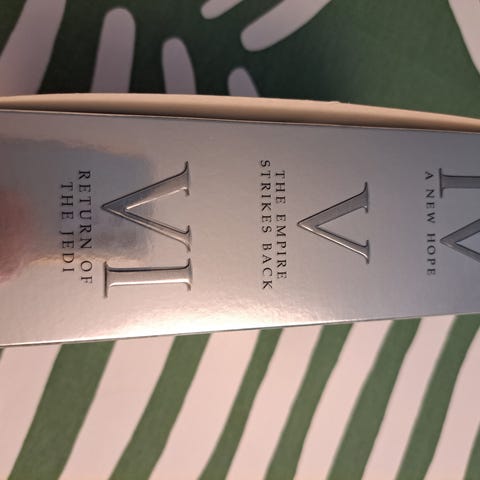 IV
A NEW HOPE
V
THE EMPIRE
STRIKES BACK
VI
RETURN OF
THE JEDI